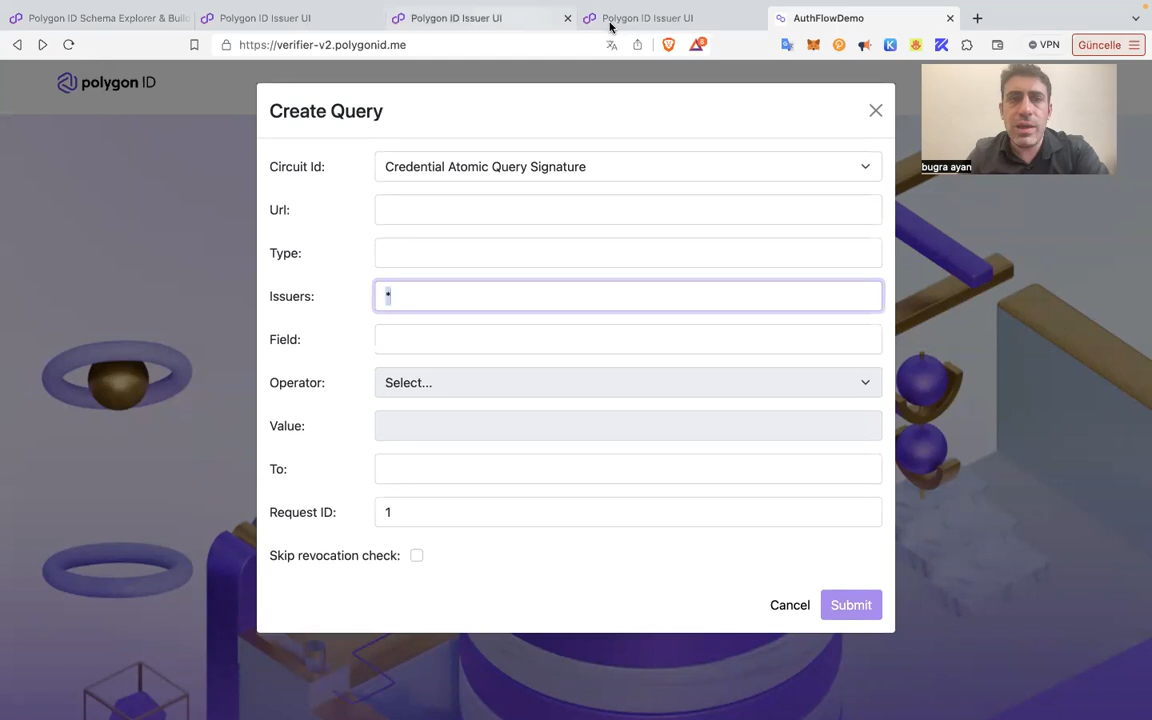 Polygon ID Schema Explorer & Build
Polygon ID Issuer UI
Polygon ID Issuer UI
Polygon ID Issuer UI
AuthFlowDemo
https://verifier-v2.polygonid.me
VPN
Güncelle
polygon ID
Create Query
bugra ayan
Circuit Id:
Credential Atomic Query Signature
Url:
Type:
Issuers:
*
Field:
Operator:
Select...
Value:
To:
Request ID:
1
Skip revocation check:
Cancel
Submit